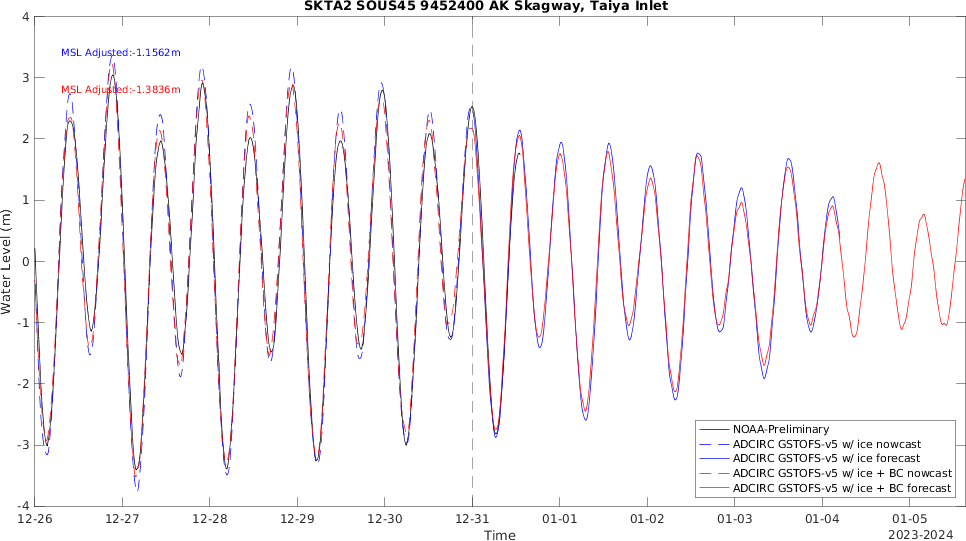 SKTA2 SOUS45 9452400 AK Skagway, Taiya Inlet
MSL Adjusted:-1.1562m
MSL Adjusted:-1.3836m
Water Level (m)
4
3
2
1
0
-1
-2
-3
-4
12-26 12-27 12-28 12-29 12-30 12-31 01-01 01-02 01-03 01-04 01-05
Time
2023-2024
NOAA-Preliminary
ADCIRC GSTOFS-v5 w/ ice nowcast
ADCIRC GSTOFS-v5 w/ ice forecast
ADCIRC GSTOFS-v5 w/ ice + BC nowcast
ADCIRC GSTOFS-v5 w/ ice + BC forecast